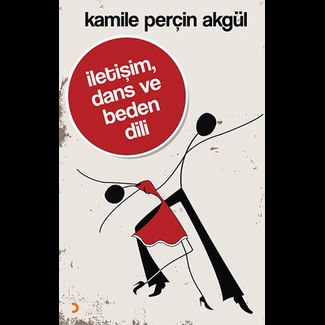 kamile perçin akgül
iletişim,
dans ve
beden
dili